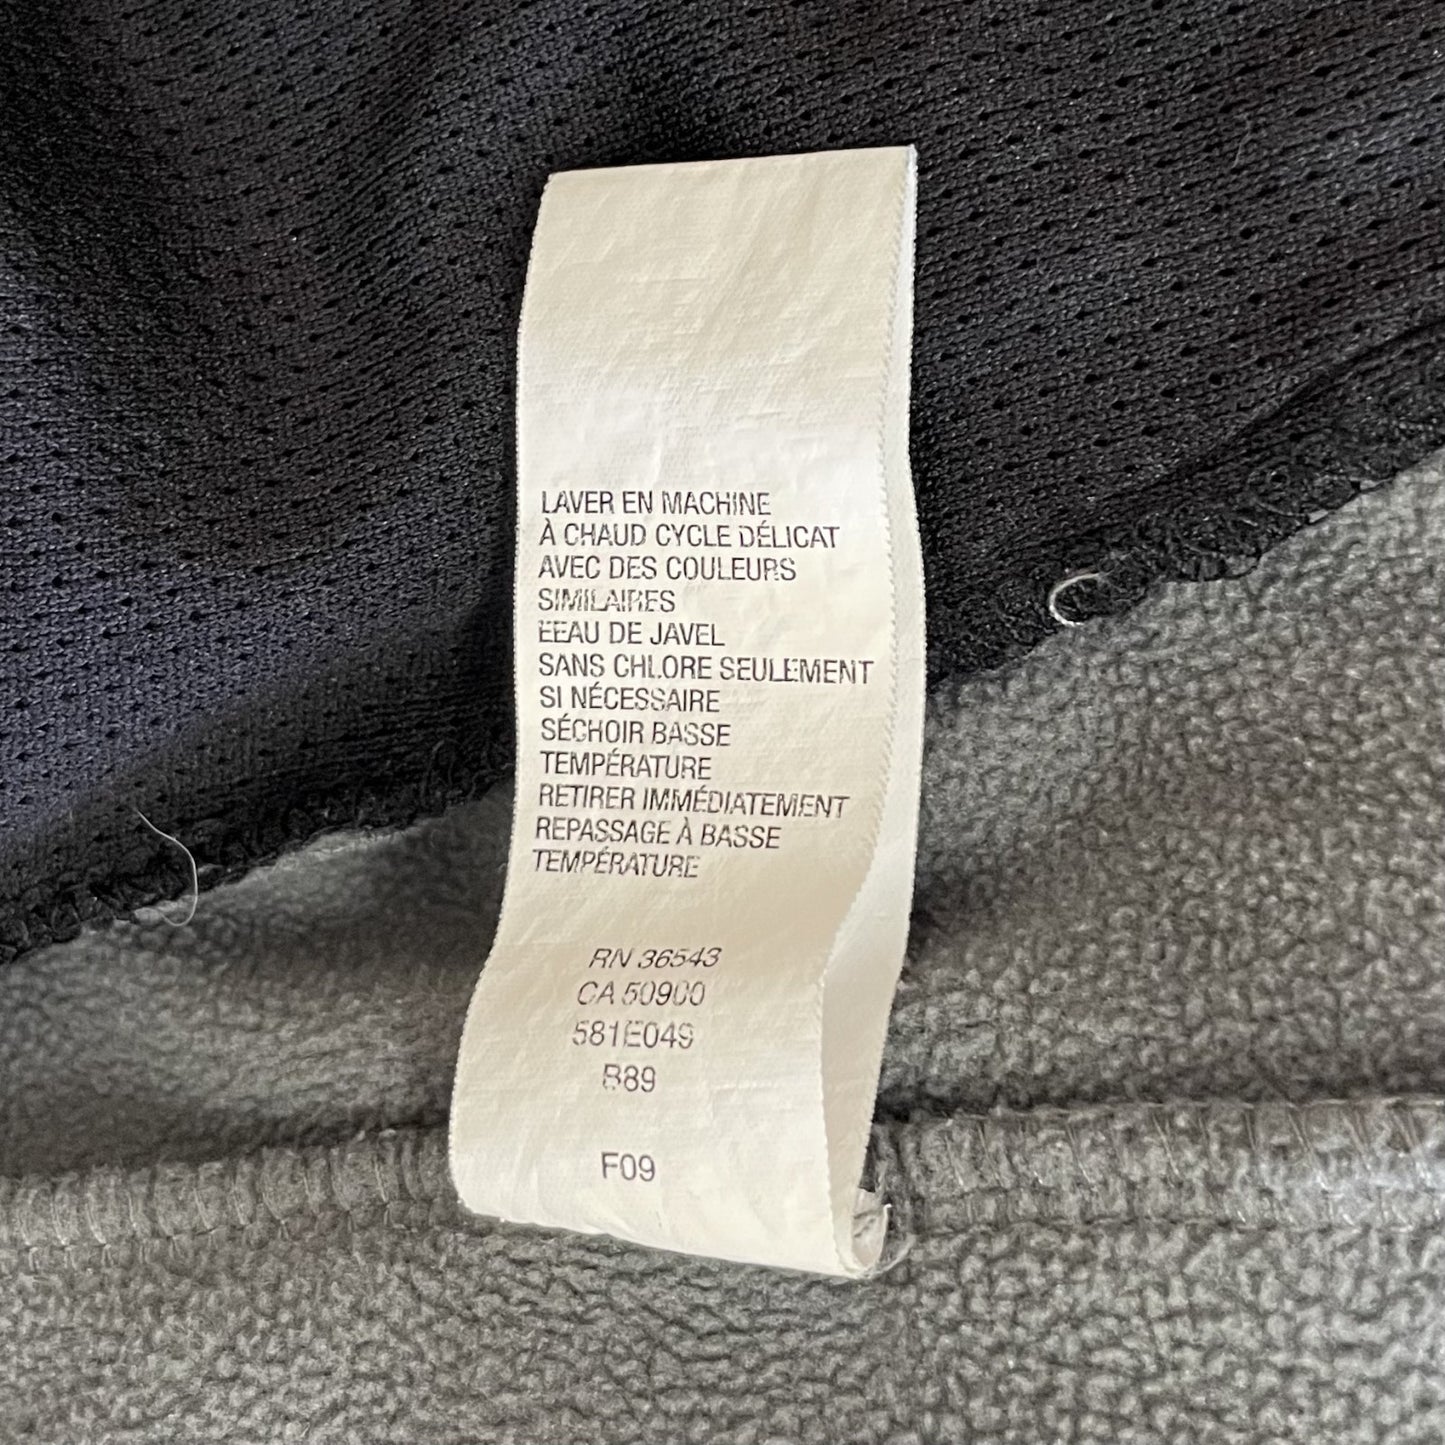 LAVER EN MACHINE
À CHAUD CYCLE DÉLICAT
AVEC DES COULEURS
SIMILAIRES
EEAU DE JAVEL
SANS CHLORE SEULEMENT
SI NÉCESSAIRE
SÉCHOIR BASSE
TEMPÉRATURE
RETIRER IMMÉDIATEMENT
REPASSAGE À BASSE
TEMPÉRATURE
RN 36543
CA 50900
581E049
B89
F09